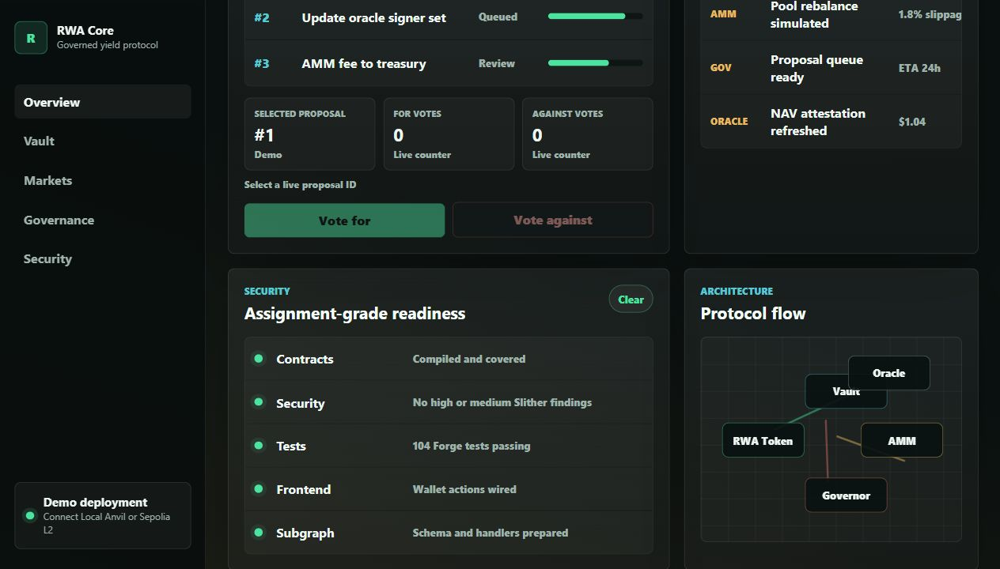 R
RWA Core
Governed yield protocol
Overview
Vault
Markets
Governance
Security
Demo deployment
Connect Local Anvil or Sepolia
L2
#2 Update oracle signer set Queued
#3 AMM fee to treasury Review
SELECTED PROPOSAL
#1
Demo
FOR VOTES
0
Live counter
AGAINST VOTES
0
Live counter
Select a live proposal ID
Vote for
Vote against
AMM
Pool rebalance
simulated
1.8% slippag
GOV
Proposal queue
ready
ETA 24h
ORACLE
NAV attestation
refreshed
$1.04
SECURITY
Assignment-grade readiness
Clear
Contracts Compiled and covered
Security No high or medium Slither findings
Tests 104 Forge tests passing
Frontend Wallet actions wired
Subgraph Schema and handlers prepared
ARCHITECTURE
Protocol flow
Oracle
Vault
RWA Token
AMM
Governor